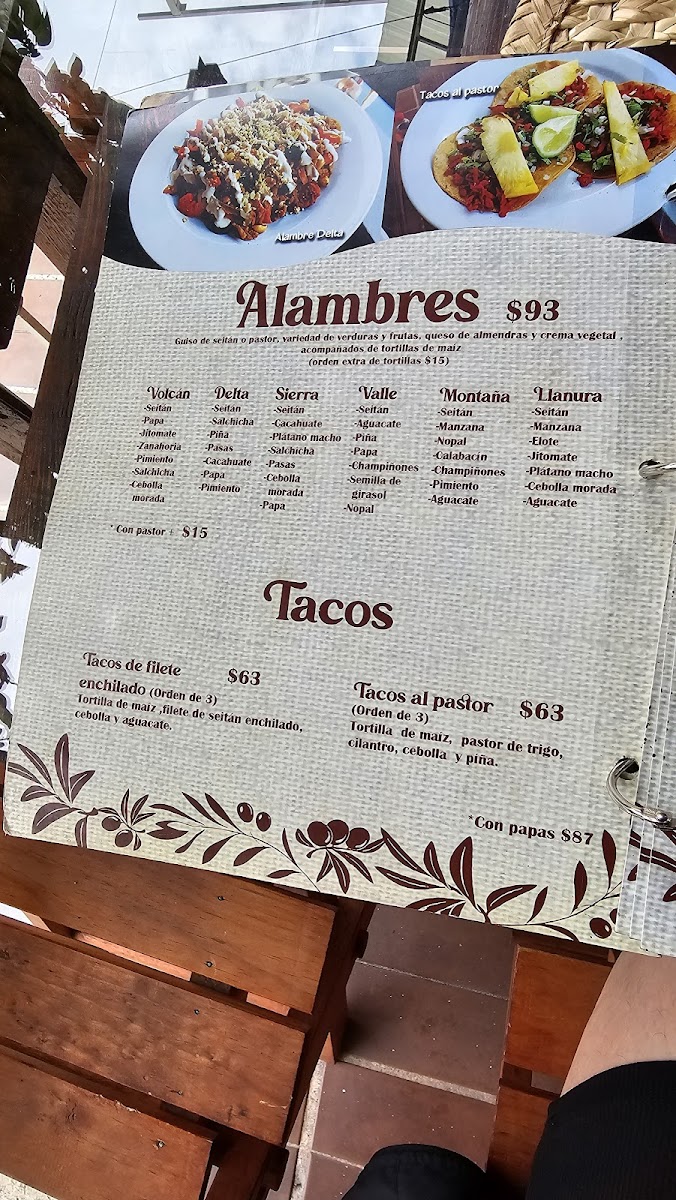 Tacos al pastor
Alambre Delta
Alambres $93
Guiso de seitán o pastor, variedad de verduras y frutas, queso de almendras y crema vegetal ,
acompañados de tortillas de maíz
(orden extra de tortillas $15)
Volcán
-Seitán
-Papa
-Jitomate
-Zanahoria
-Pimiento
-Salchicha
-Cebolla
morada
Delta
-Seitán
-Salchicha
-Piña
-Pasas
-Cacahuate
-Papa
-Pimiento
Sierra
-Seitán
-Cacahuate
-Plátano macho
-Salchicha
-Pasas
-Cebolla
morada
-Papa
Valle
-Seitán
-Aguacate
-Piña
-Papa
-Champiñones
-Semilla de
girasol
-Nopal
Montaña
-Seitán
-Manzana
-Nopal
-Calabacín
-Champiñones
-Pimiento
-Aguacate
Llanura
-Seitán
-Manzana
-Elote
-Jitomate
-Plátano macho
-Cebolla morada
-Aguacate
*Con pastor + $15
Tacos
Tacos de filete $63
enchilado (Orden de 3)
Tortilla de maíz ,filete de seitán enchilado,
cebolla y aguacate.
Tacos al pastor $63
(Orden de 3)
Tortilla de maíz, pastor de trigo,
cilantro, cebolla y piña.
*Con papas $87